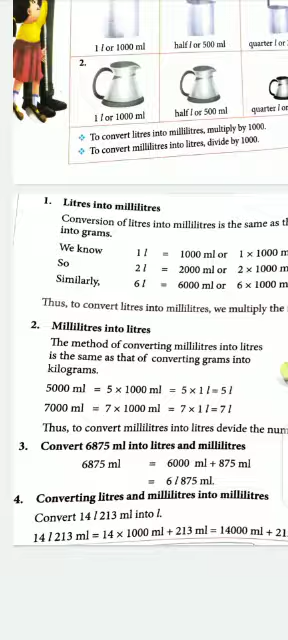 1 l or 1000 ml half l or 500 ml quarter l or
2.
1 l or 1000 ml half l or 500 ml quarter l or
❖ To convert litres into millilitres, multiply by 1000.
❖ To convert millilitres into litres, divide by 1000.
1. Litres into millilitres
Conversion of litres into millilitres is the same as
into grams.
We know 1 l = 1000 ml or 1 × 1000 m
So 2 l = 2000 ml or 2 × 1000 m
Similarly, 6 l = 6000 ml or 6 × 1000 m
Thus, to convert litres into millilitres, we multiply the
2. Millilitres into litres
The method of converting millilitres into litres
is the same as that of converting grams into
kilograms.
5000 ml = 5 × 1000 ml = 5 × 1 l = 5 l
7000 ml = 7 × 1000 ml = 7 × 1 l = 7 l
Thus, to convert millilitres into litres devide the num
3. Convert 6875 ml into litres and millilitres
6875 ml = 6000 ml + 875 ml
= 6 l 875 ml.
4. Converting litres and millilitres into millilitres
Convert 14 l 213 ml into l.
14 l 213 ml = 14 × 1000 ml + 213 ml = 14000 ml + 21